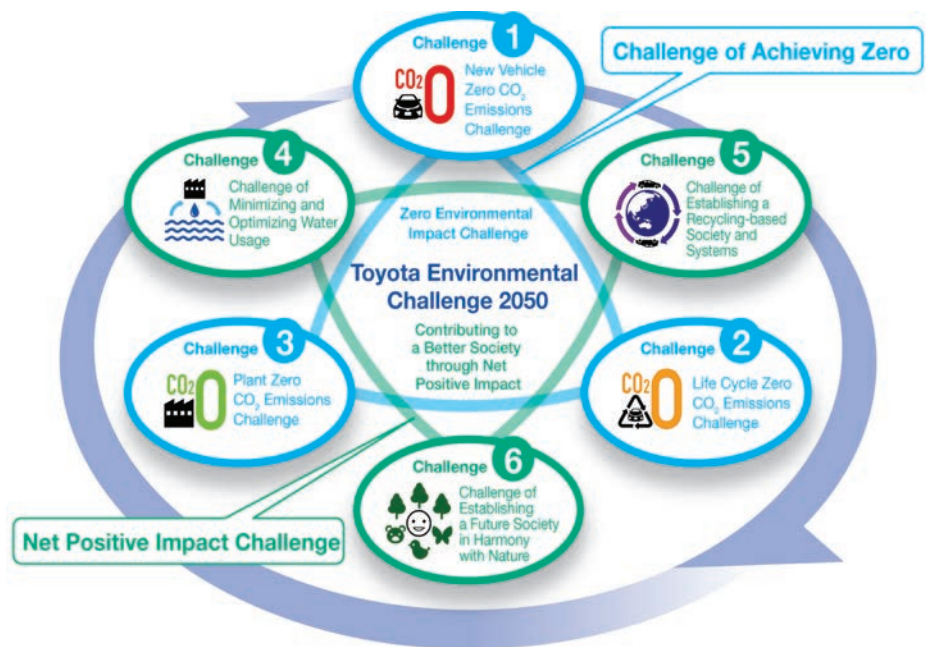 Challenge 1
CO₂ 0
New Vehicle
Zero CO₂
Emissions
Challenge
Challenge of Achieving Zero
Challenge 4
Challenge of
Minimizing and
Optimizing Water
Usage
Challenge 5
Challenge of
Establishing a
Recycling-based
Society and
Systems
Zero Environmental
Impact Challenge
Toyota Environmental
Challenge 2050
Contributing to
a Better Society
through Net
Positive Impact
Challenge 3
CO₂ 0
Plant Zero
CO₂ Emissions
Challenge
Challenge 2
CO₂ 0
Life Cycle Zero
CO₂ Emissions
Challenge
Challenge 6
Challenge of
Establishing
a Future Society
in Harmony
with Nature
Net Positive Impact Challenge